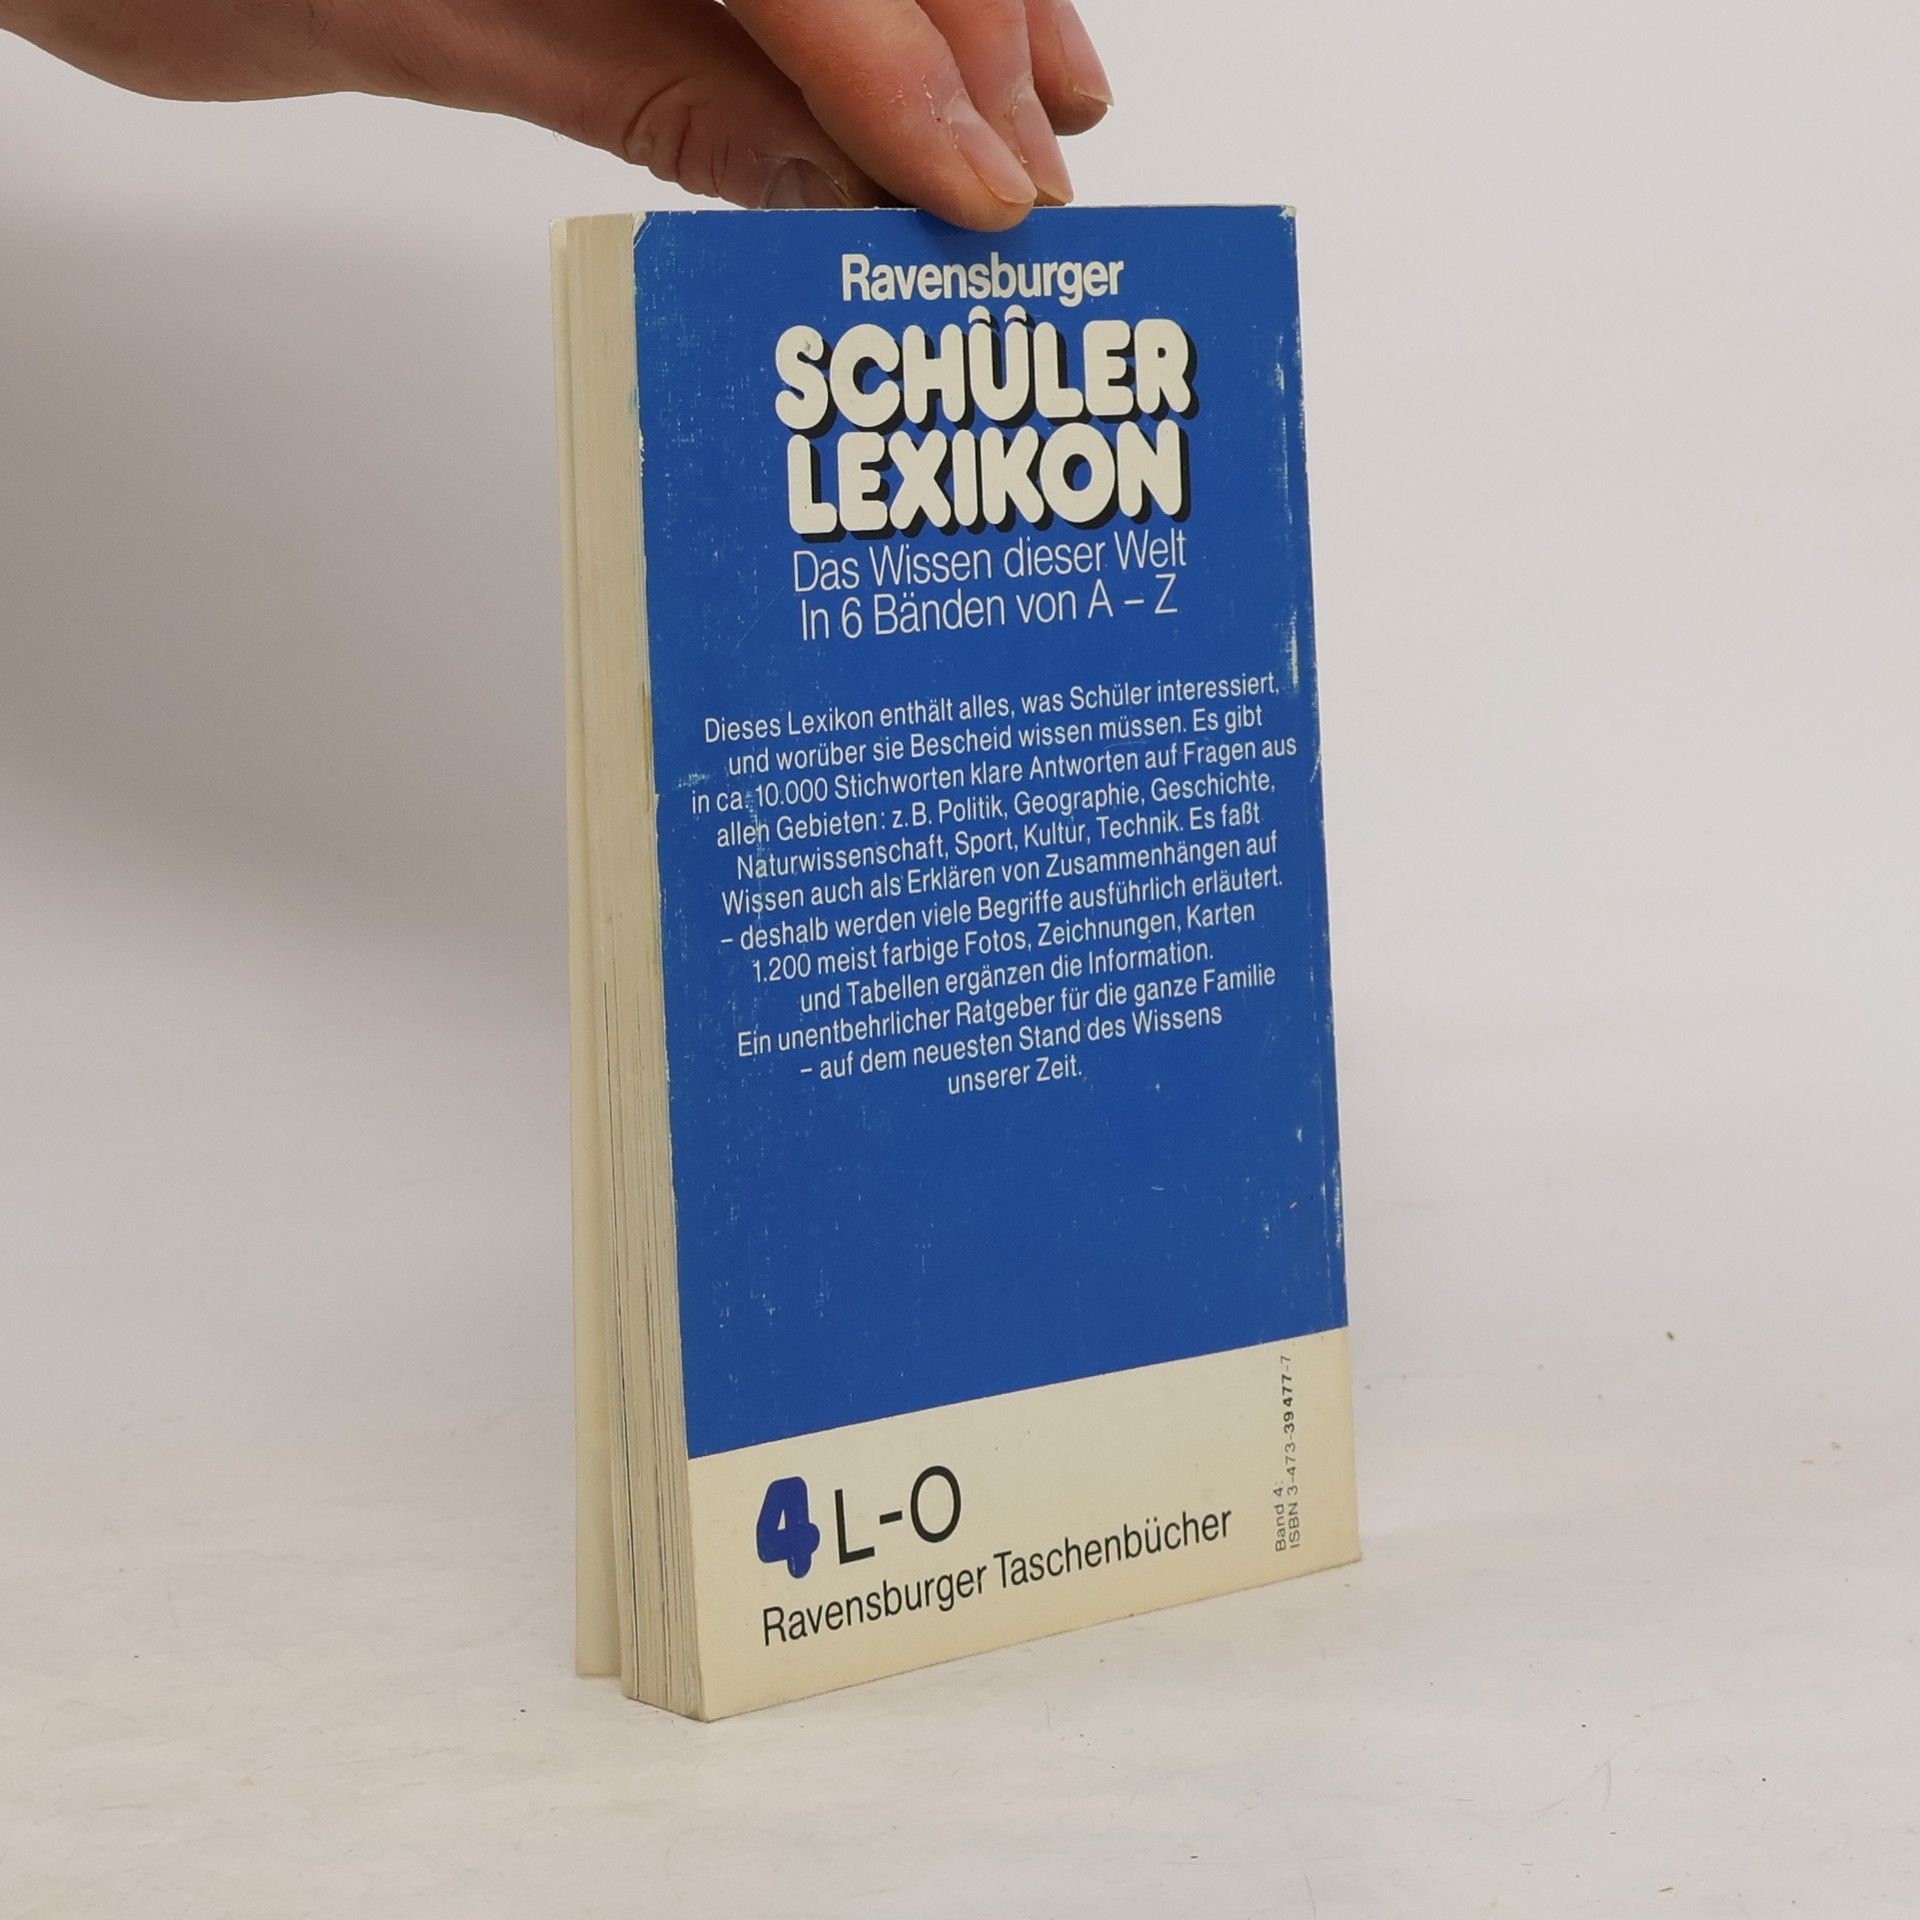 Ravensburger
SCHÜLER
LEXIKON
Das Wissen dieser Welt
In 6 Bänden von A – Z
Dieses Lexikon enthält alles, was Schüler interessiert,
und worüber sie Bescheid wissen müssen. Es gibt
in ca. 10.000 Stichworten klare Antworten auf Fragen aus
allen Gebieten: z. B. Politik, Geographie, Geschichte,
Naturwissenschaft, Sport, Kultur, Technik. Es faßt
Wissen auch als Erklären von Zusammenhängen auf
– deshalb werden viele Begriffe ausführlich erläutert.
1.200 meist farbige Fotos, Zeichnungen, Karten
und Tabellen ergänzen die Information.
Ein unentbehrlicher Ratgeber für die ganze Familie
– auf dem neuesten Stand des Wissens
unserer Zeit.
4 L-O
Ravensburger Taschenbücher
Band 4:
ISBN 3-473-39477-7